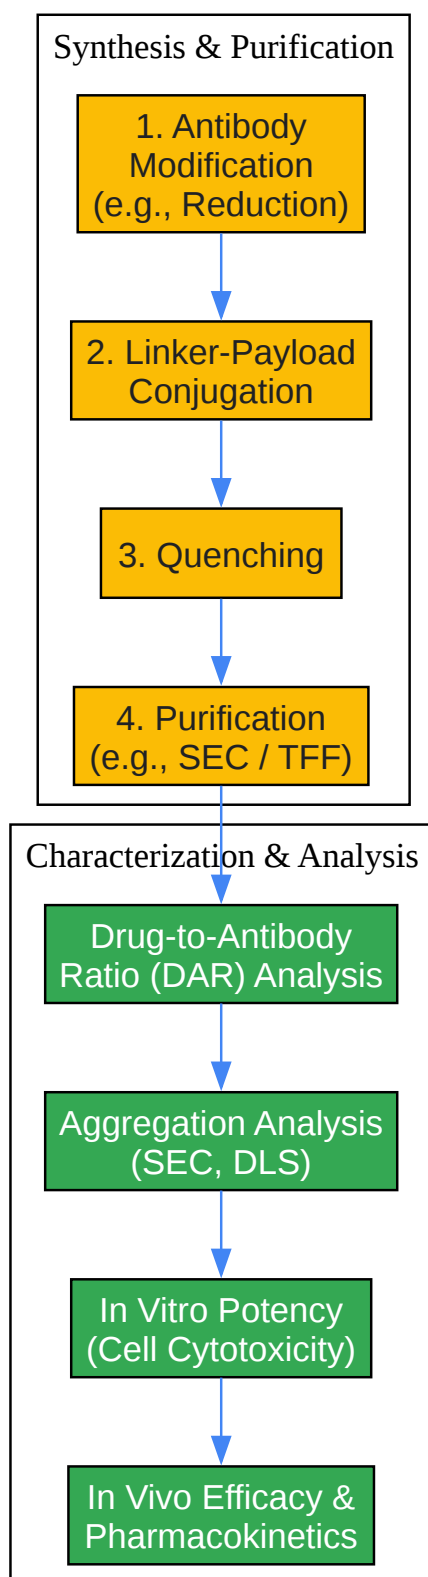 Synthesis & Purification
1. Antibody
Modification
(e.g., Reduction)
2. Linker-Payload
Conjugation
3. Quenching
4. Purification
(e.g., SEC / TFF)
Characterization & Analysis
Drug-to-Antibody
Ratio (DAR) Analysis
Aggregation Analysis
(SEC, DLS)
In Vitro Potency
(Cell Cytotoxicity)
In Vivo Efficacy &
Pharmacokinetics